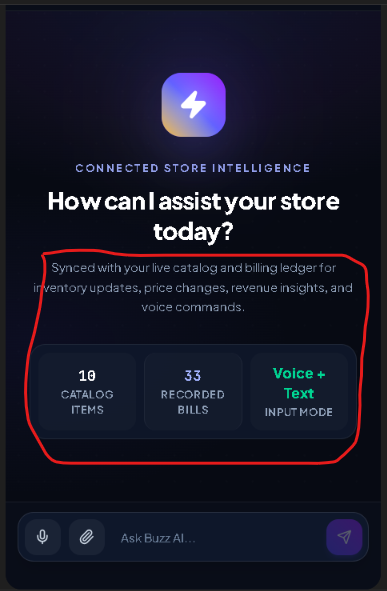 CONNECTED STORE INTELLIGENCE
How can I assist your store
today?
Synced with your live catalog and billing ledger for
inventory updates, price changes, revenue insights, and
voice commands.
10
CATALOG
ITEMS
33
RECORDED
BILLS
Voice +
Text
INPUT MODE
Ask Buzz AI...